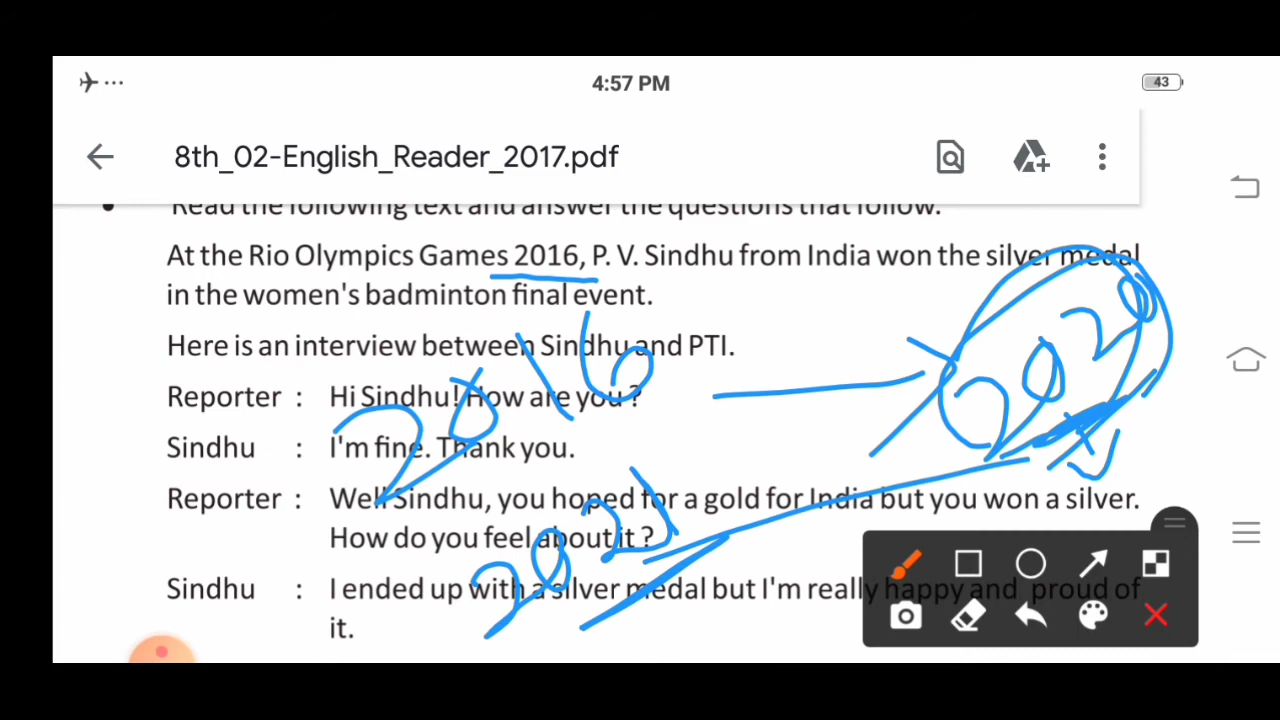 4:57 PM
43
8th_02-English_Reader_2017.pdf
Read the following text and answer the questions that follow.
At the Rio Olympics Games 2016, P. V. Sindhu from India won the silver medal
in the women's badminton final event.
Here is an interview between Sindhu and PTI.
Reporter : Hi Sindhu! How are you ?
Sindhu : I'm fine. Thank you.
Reporter : Well Sindhu, you hoped for a gold for India but you won a silver.
How do you feel about it ?
Sindhu : I ended up with a silver medal but I'm really happy and proud of
it.
2016
2020
2021